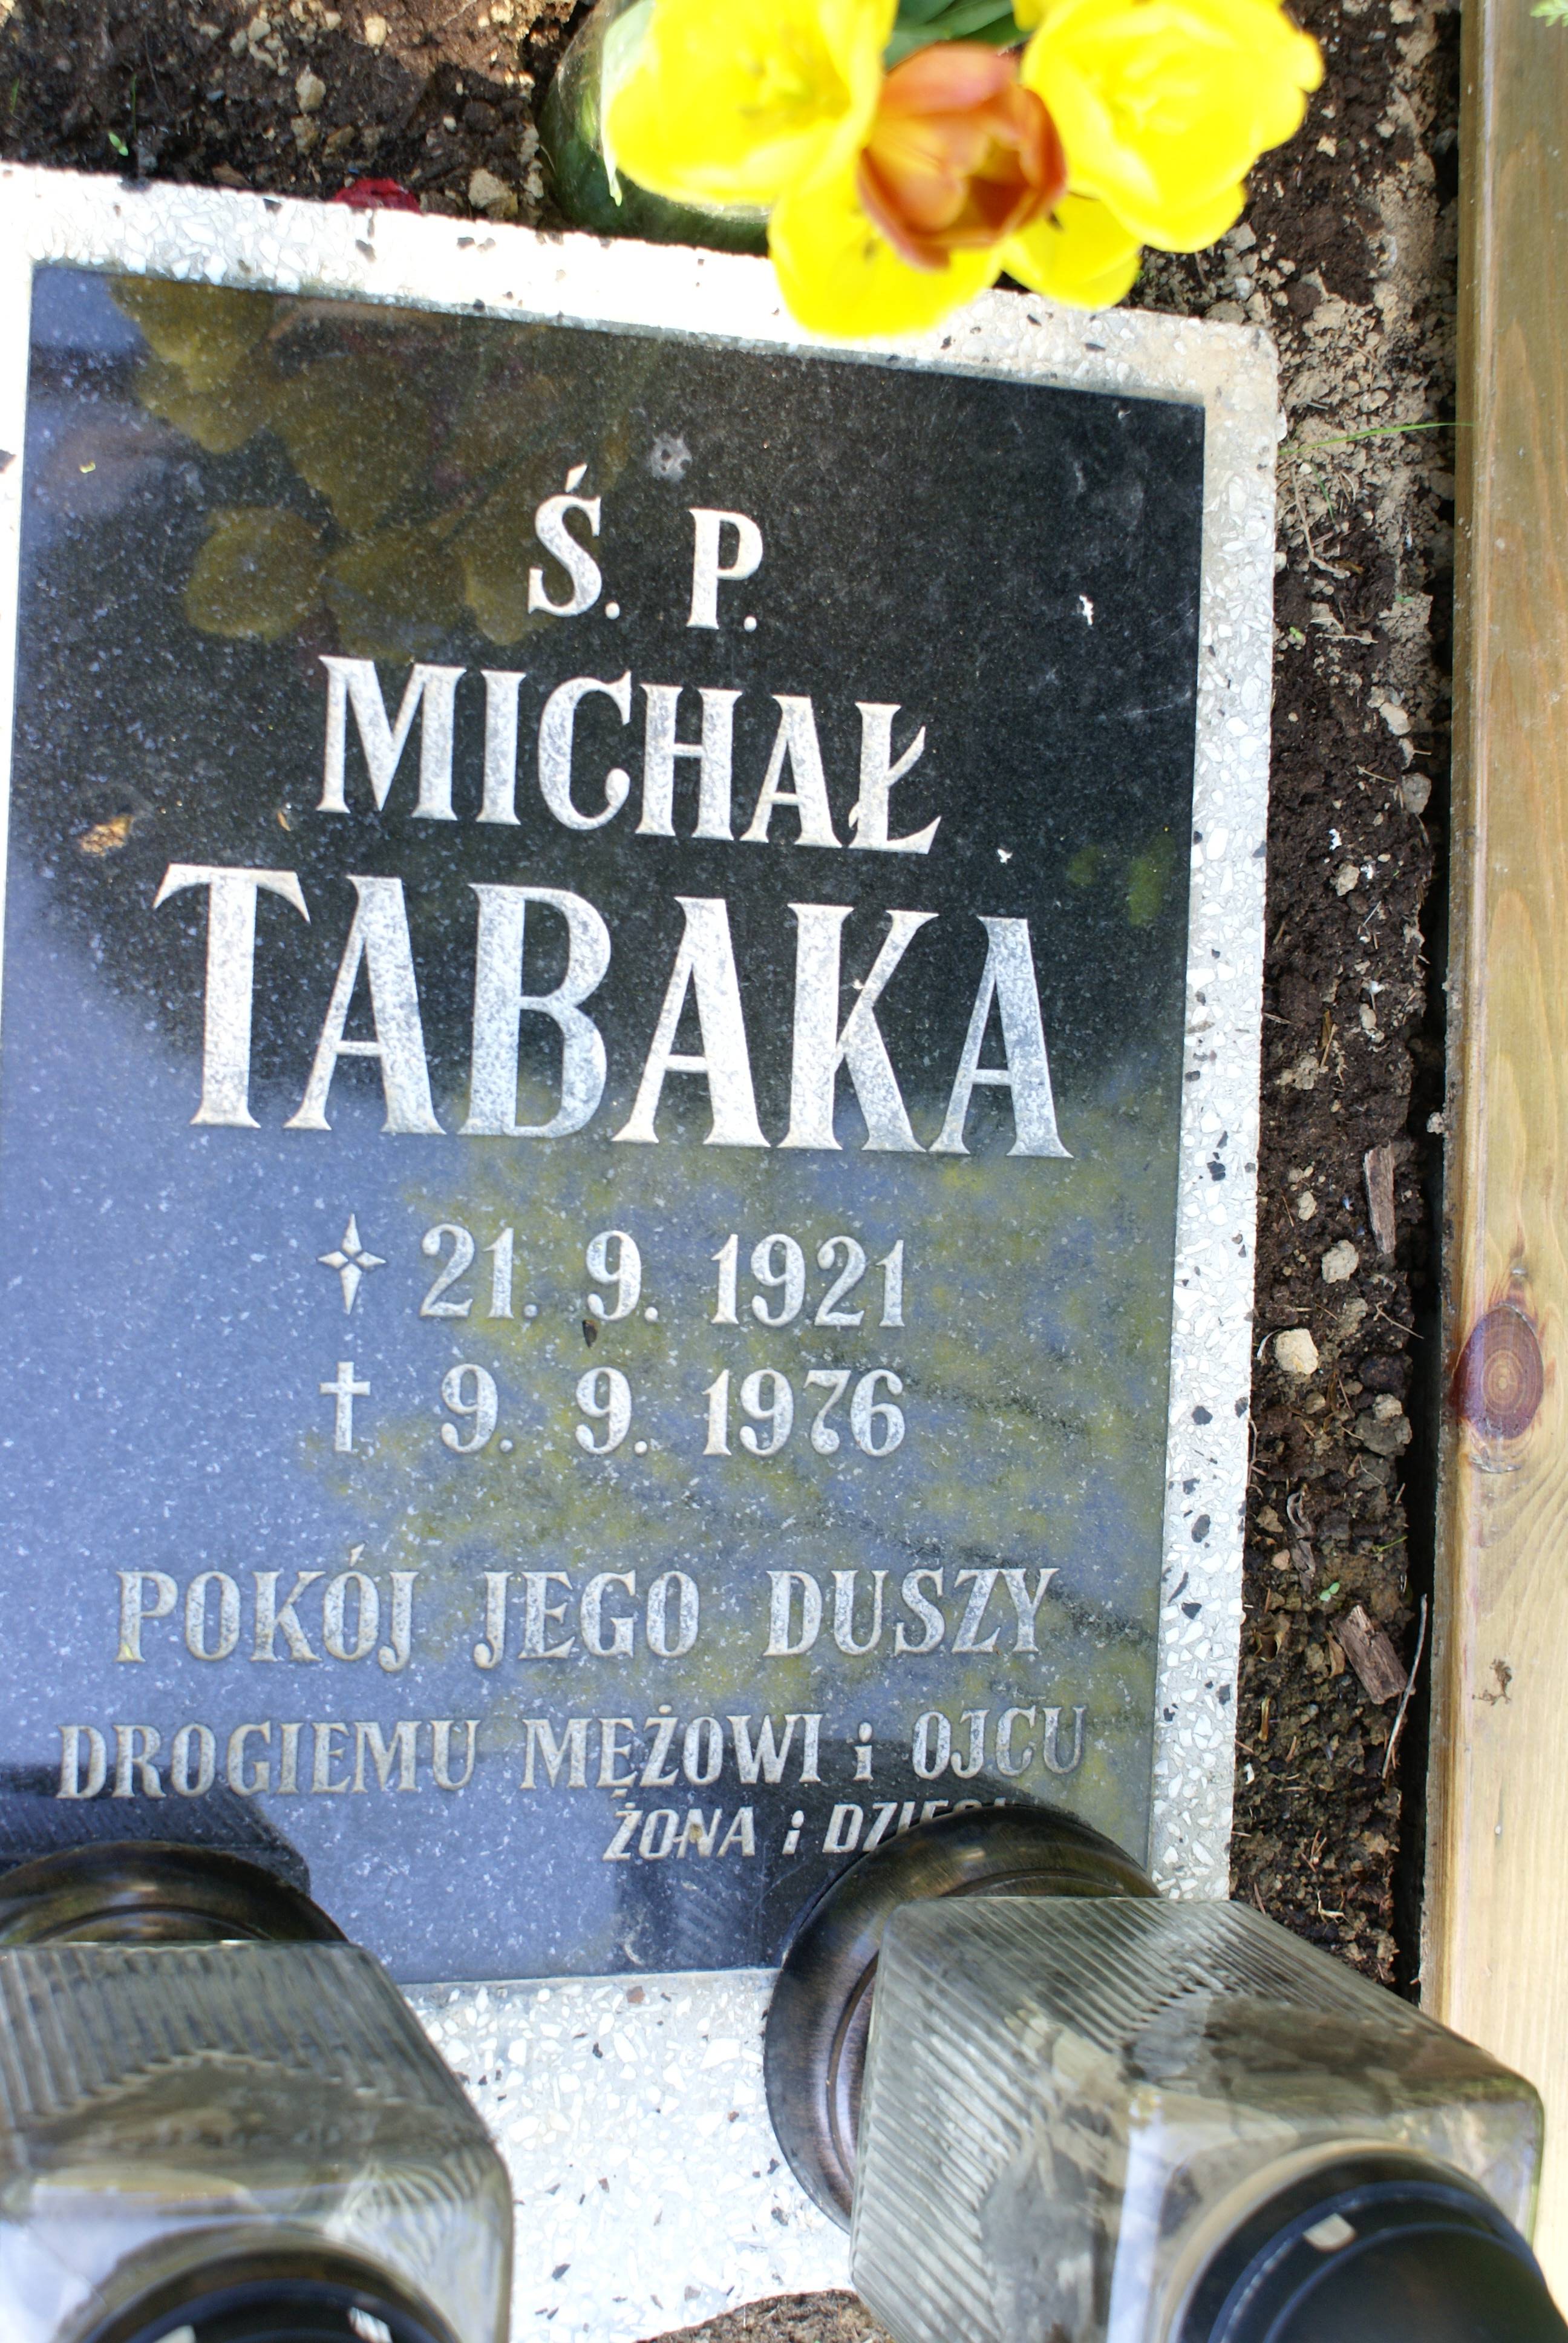 Ś. P.
MICHAŁ
TABAKA
21. 9. 1921
† 9. 9. 1976
POKÓJ JEGO DUSZY
DROGIEMU MĘŻOWI i OJCU
ŻONA i